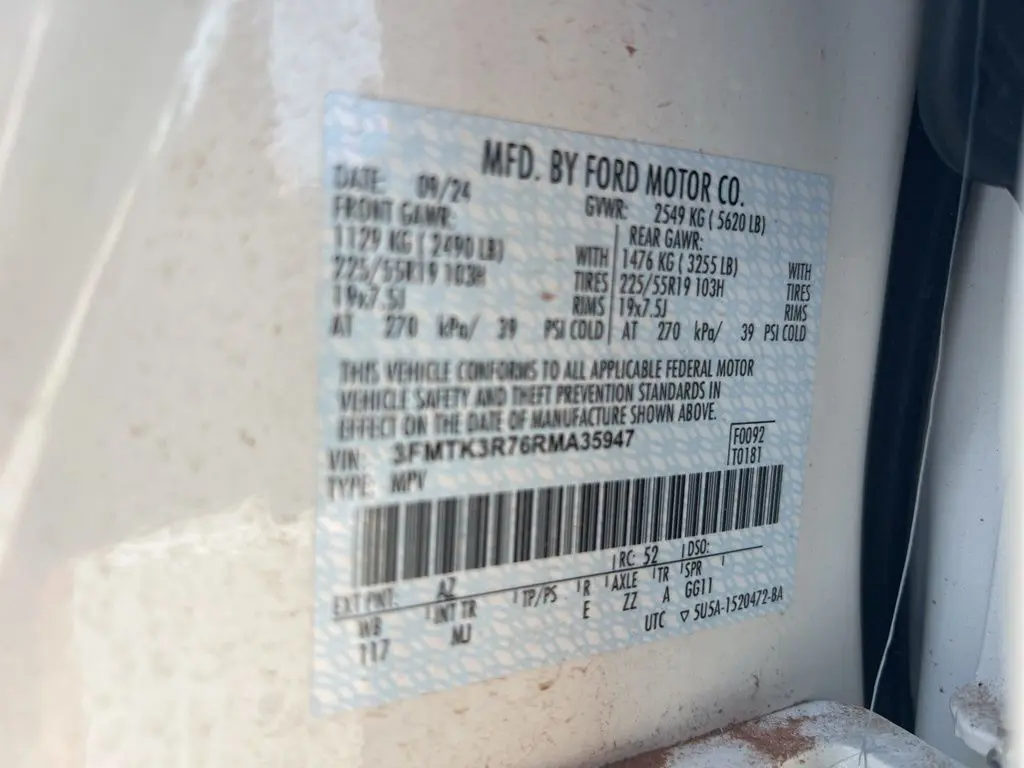 MFD. BY FORD MOTOR CO.
DATE: 09/24 GVWR: 2549 KG ( 5620 LB)
FRONT GAWR: REAR GAWR:
1129 KG ( 2490 LB) WITH 1476 KG ( 3255 LB) WITH
225/55R19 103H TIRES 225/55R19 103H TIRES
19x7.5J RIMS 19x7.5J RIMS
AT 270 kPa/ 39 PSI COLD AT 270 kPa/ 39 PSI COLD
THIS VEHICLE CONFORMS TO ALL APPLICABLE FEDERAL MOTOR
VEHICLE SAFETY AND THEFT PREVENTION STANDARDS IN
EFFECT ON THE DATE OF MANUFACTURE SHOWN ABOVE.
VIN: 3FMTK3R76RMA35947 F0092
TYPE: MPV T0181
EXT PNT: AZ RC: 52 DSO:
WB INT TR TP/PS R AXLE TR SPR
117 MJ E ZZ A GG11
UTC ▽ 5U5A-1520472-BA